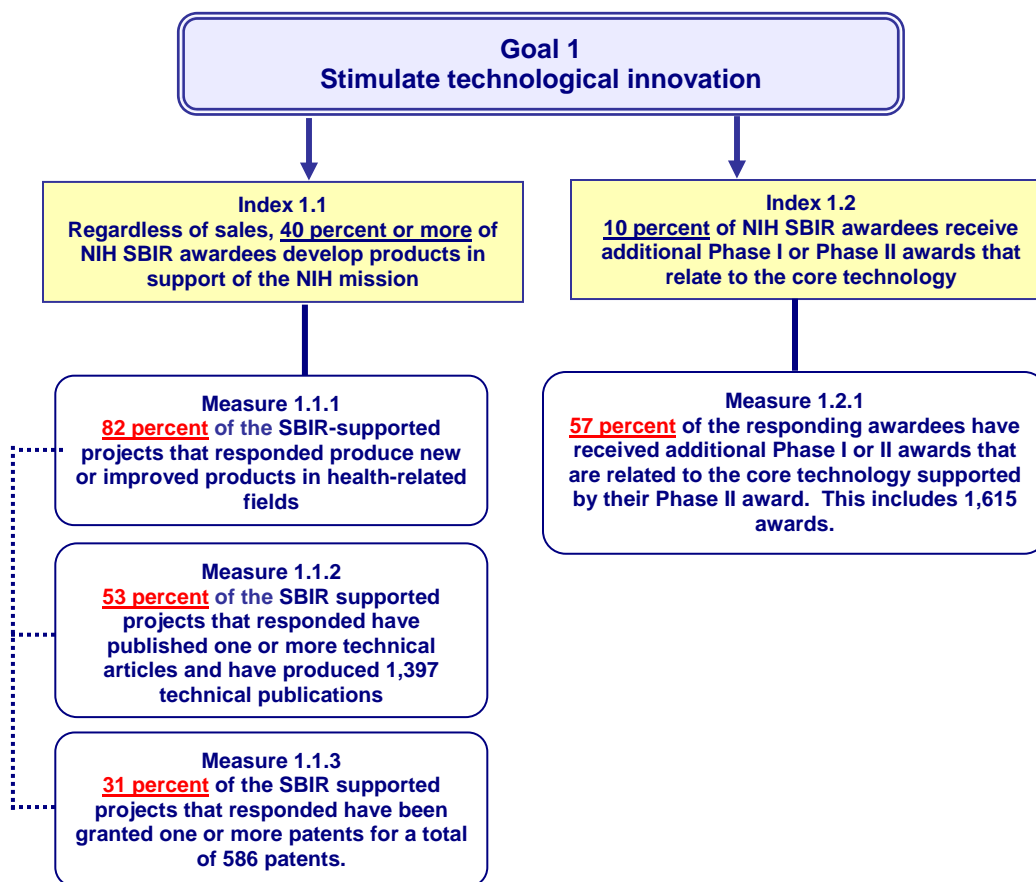 Goal 1
Stimulate technological innovation
Index 1.1
Regardless of sales, 40 percent or more of
NIH SBIR awardees develop products in
support of the NIH mission
Index 1.2
10 percent of NIH SBIR awardees receive
additional Phase I or Phase II awards that
relate to the core technology
Measure 1.1.1
82 percent of the SBIR-supported
projects that responded produce new
or improved products in health-related
fields
Measure 1.2.1
57 percent of the responding awardees have
received additional Phase I or II awards that
are related to the core technology supported
by their Phase II award. This includes 1,615
awards.
Measure 1.1.2
53 percent of the SBIR supported
projects that responded have
published one or more technical
articles and have produced 1,397
technical publications
Measure 1.1.3
31 percent of the SBIR supported
projects that responded have been
granted one or more patents for a total
of 586 patents.